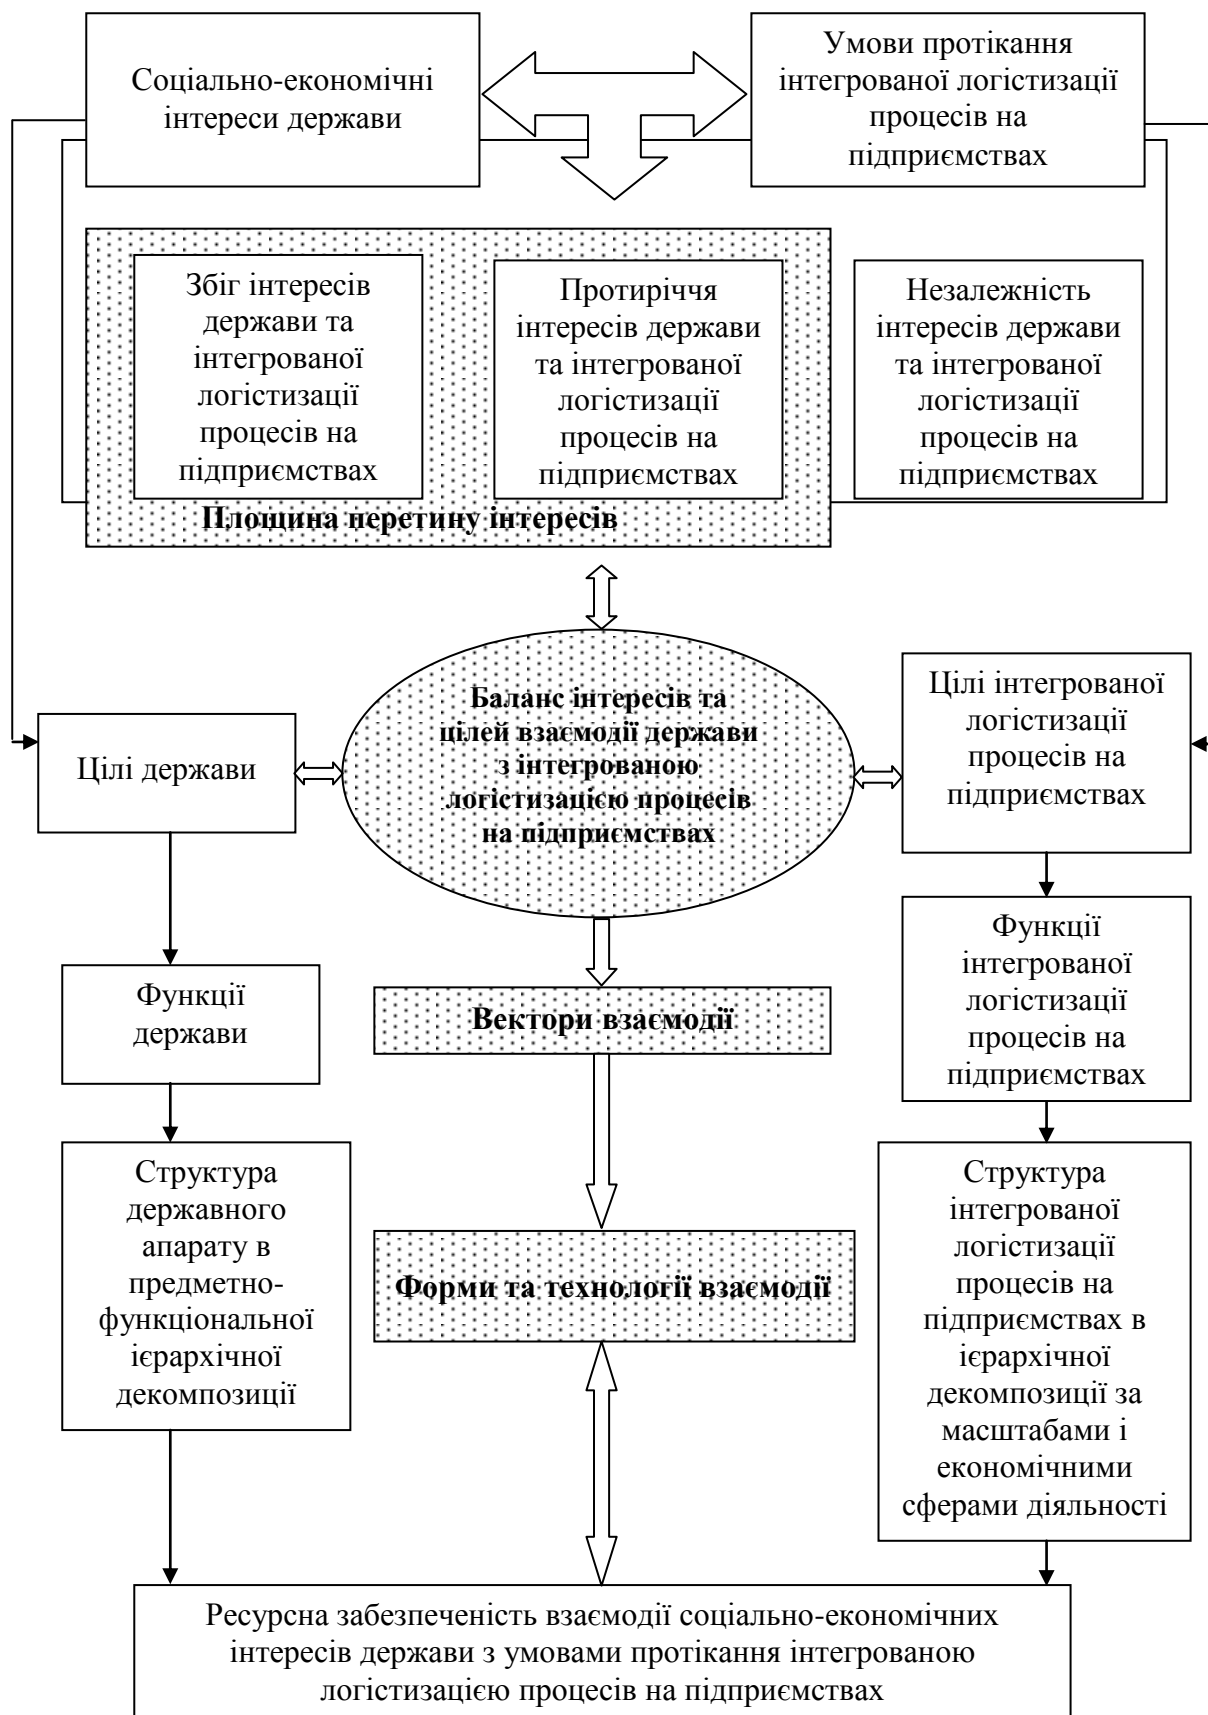 Соціально-економічні
інтереси держави
Умови протікання
інтегрованої логістизації
процесів на
підприємствах
Збіг інтересів
держави та
інтегрованої
логістизації
процесів на
підприємствах
Протиріччя
інтересів держави
та інтегрованої
логістизації
процесів на
підприємствах
Незалежність
інтересів держави
та інтегрованої
логістизації
процесів на
підприємствах
Площина перетину інтересів
Баланс інтересів та
цілей взаємодії держави
з інтегрованою
логістизацією процесів
на підприємствах
Цілі держави
Цілі інтегрованої
логістизації
процесів на
підприємствах
Функції
держави
Вектори взаємодії
Функції
інтегрованої
логістизації
процесів на
підприємствах
Структура
державного
апарату в
предметно-
функціональної
ієрархічної
декомпозиції
Форми та технології взаємодії
Структура
інтегрованої
логістизації
процесів на
підприємствах в
ієрархічної
декомпозиції за
масштабами і
економічними
сферами діяльності
Ресурсна забезпеченість взаємодії соціально-економічних
інтересів держави з умовами протікання інтегрованою
логістизацією процесів на підприємствах